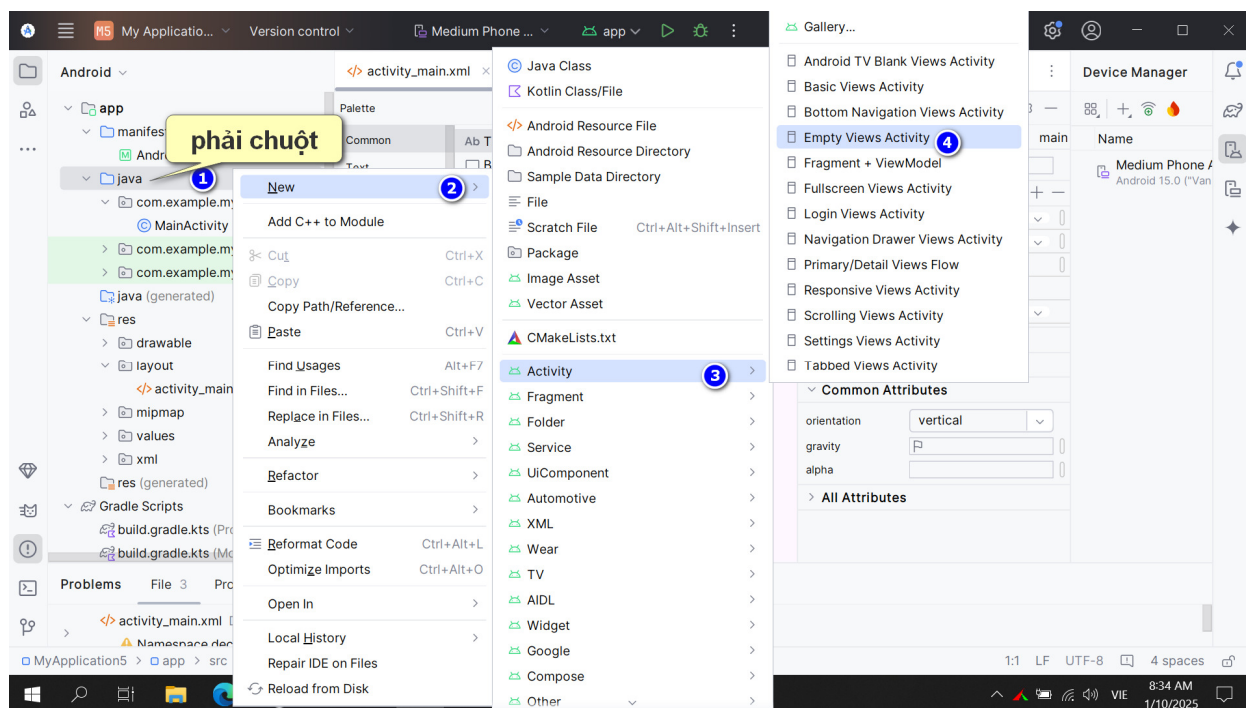 M5 My Applicatio... Version control Medium Phone ... app
Android
app
manifest
Andr
java
com.example.my
MainActivity
com.example.my
com.example.my
java (generated)
res
drawable
layout
activity_main
mipmap
values
xml
res (generated)
Gradle Scripts
build.gradle.kts (Pro
build.gradle.kts (Mo
phải chuột
1
activity_main.xml
Palette
Common
Text
Ab T
B
New 2
Add C++ to Module
Cut Ctrl+X
Copy Ctrl+C
Copy Path/Reference...
Paste Ctrl+V
Find Usages Alt+F7
Find in Files... Ctrl+Shift+F
Replace in Files... Ctrl+Shift+R
Analyze
Refactor
Bookmarks
Reformat Code Ctrl+Alt+L
Optimize Imports Ctrl+Alt+O
Open In
Local History
Repair IDE on Files
Reload from Disk
Java Class
Kotlin Class/File
Android Resource File
Android Resource Directory
Sample Data Directory
File
Scratch File Ctrl+Alt+Shift+Insert
Package
Image Asset
Vector Asset
CMakeLists.txt
Activity 3
Fragment
Folder
Service
UiComponent
Automotive
XML
Wear
TV
AIDL
Widget
Google
Compose
Other
Gallery...
Android TV Blank Views Activity
Basic Views Activity
Bottom Navigation Views Activity
Empty Views Activity 4
Fragment + ViewModel
Fullscreen Views Activity
Login Views Activity
Navigation Drawer Views Activity
Primary/Detail Views Flow
Responsive Views Activity
Scrolling Views Activity
Settings Views Activity
Tabbed Views Activity
main
Common Attributes
orientation vertical
gravity
alpha
All Attributes
Device Manager
Name
Medium Phone A
Android 15.0 ("Van
Problems File 3 Pro
activity_main.xml
Namespace dec
MyApplication5 > app > src
1:1 LF UTF-8 4 spaces
VIE
8:34 AM
1/10/2025